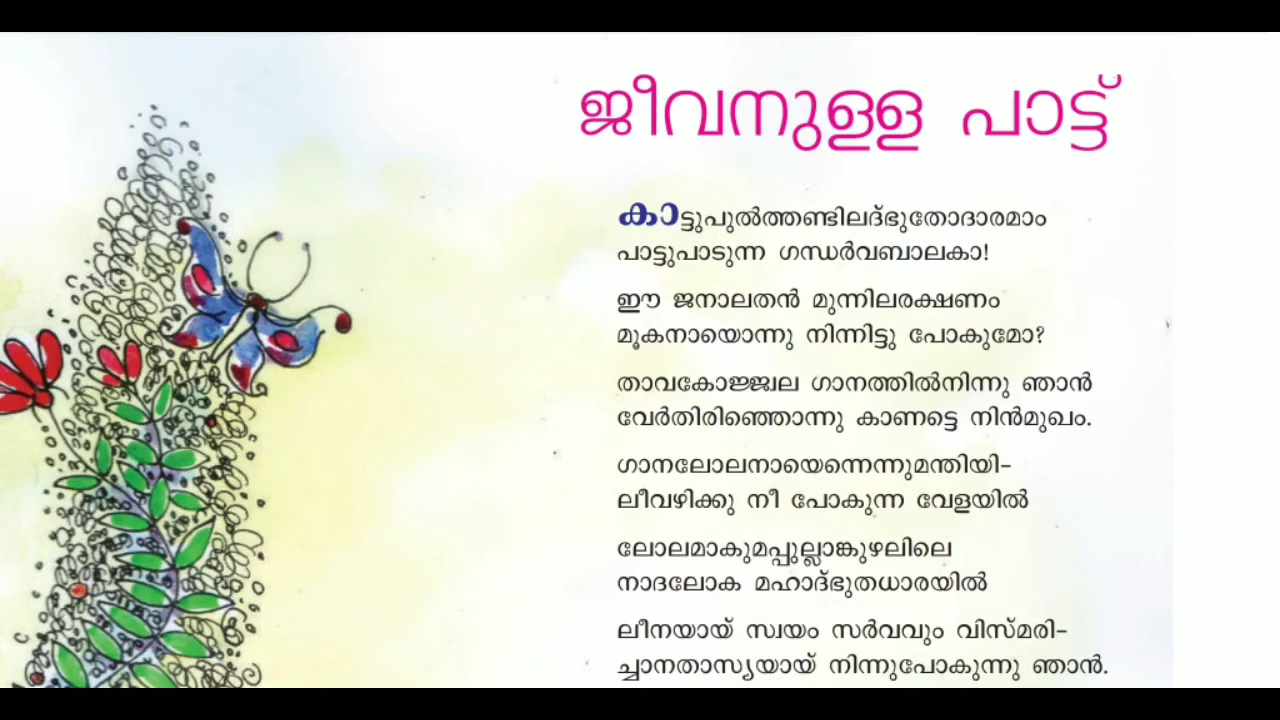 ജീവനുള്ള പാട്ട്
കാട്ടുപുൽത്തണ്ടിലദ്ഭുതോദാരമാം
പാട്ടുപാടുന്ന ഗന്ധർവബാലകാ!
ഈ ജനാലതൻ മുന്നിലരക്ഷണം
മൂകനായൊന്നു നിന്നിട്ടു പോകുമോ?
താവകോജ്ജ്വല ഗാനത്തിൽനിന്നു ഞാൻ
വേർതിരിഞ്ഞൊന്നു കാണട്ടെ നിൻമുഖം.
ഗാനലോലനായെന്നെന്നുമന്തിയി-
ലീവഴിക്കു നീ പോകുന്ന വേളയിൽ
ലോലമാകുമപ്പുല്ലാങ്കുഴലിലെ
നാദലോക മഹാദ്ഭുതധാരയിൽ
ലീനയായ് സ്വയം സർവവും വിസ്മരി-
ച്ചാനതാസ്യയായ് നിന്നുപോകുന്നു ഞാൻ.